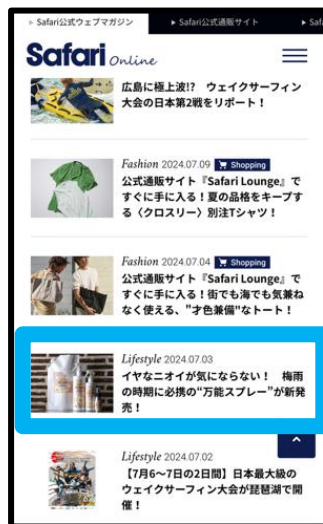 ▸ Safari公式ウェブマガジン
▸ Safari公式通販サイト
▸ Safa
Safari Online
広島に極上波!? ウェイクサーフィン
大会の日本第2戦をリポート！
Fashion 2024.07.09 Shopping
公式通販サイト『Safari Lounge』で
すぐに手に入る！夏の品格をキープす
る〈クロスリー〉別注Tシャツ！
Fashion 2024.07.04 Shopping
公式通販サイト『Safari Lounge』で
すぐに手に入る！街でも海でも気兼ね
なく使える、"才色兼備"なトート！
Lifestyle 2024.07.03
イヤなニオイが気にならない！ 梅雨
の時期に必携の“万能スプレー”が新発
売！
Lifestyle 2024.07.02
【7月6〜7日の2日間】日本最大級の
ウェイクサーフィン大会が琵琶湖で開
催！